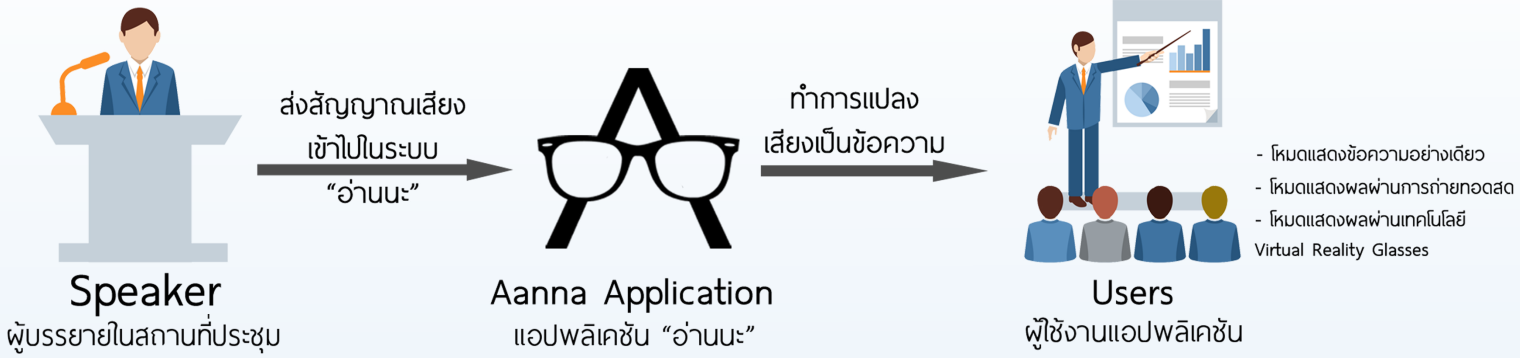 ส่งสัญญาณเสียง
เข้าไปในระบบ
“อ่านนะ”
ทำการแปลง
เสียงเป็นข้อความ
- โหมดแสดงข้อความอย่างเดียว
- โหมดแสดงผลผ่านการถ่ายทอดสด
- โหมดแสดงผลผ่านเทคโนโลยี
Virtual Reality Glasses
Speaker
ผู้บรรยายในสถานที่ประชุม
Aanna Application
แอปพลิเคชัน “อ่านนะ”
Users
ผู้ใช้งานแอปพลิเคชัน